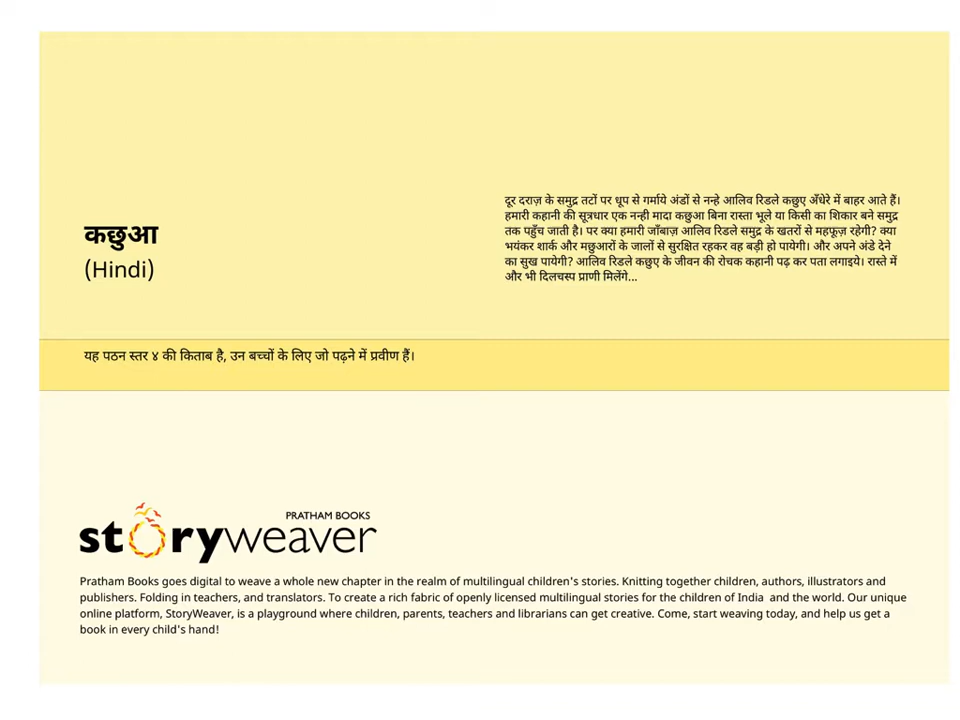 कछुआ
(Hindi)
दूर दराज़ के समुद्र तटों पर धूप से गर्माये अंडों से नन्हे आलिव रिडले कछुए अँधेरे में बाहर आते हैं।
हमारी कहानी की सूत्रधार एक नन्ही मादा कछुआ बिना रास्ता भूले या किसी का शिकार बने समुद्र
तक पहुँच जाती है। पर क्या हमारी जाँबाज़ आलिव रिडले समुद्र के खतरों से महफूज़ रहेगी? क्या
भयंकर शार्क और मछुआरों के जालों से सुरक्षित रहकर वह बड़ी हो पायेगी। और अपने अंडे देने
का सुख पायेगी? आलिव रिडले कछुए के जीवन की रोचक कहानी पढ़ कर पता लगाइये। रास्ते में
और भी दिलचस्प प्राणी मिलेंगे...
यह पठन स्तर ४ की किताब है, उन बच्चों के लिए जो पढ़ने में प्रवीण हैं।
PRATHAM BOOKS
storyweaver
Pratham Books goes digital to weave a whole new chapter in the realm of multilingual children's stories. Knitting together children, authors, illustrators and
publishers. Folding in teachers, and translators. To create a rich fabric of openly licensed multilingual stories for the children of India and the world. Our unique
online platform, StoryWeaver, is a playground where children, parents, teachers and librarians can get creative. Come, start weaving today, and help us get a
book in every child's hand!